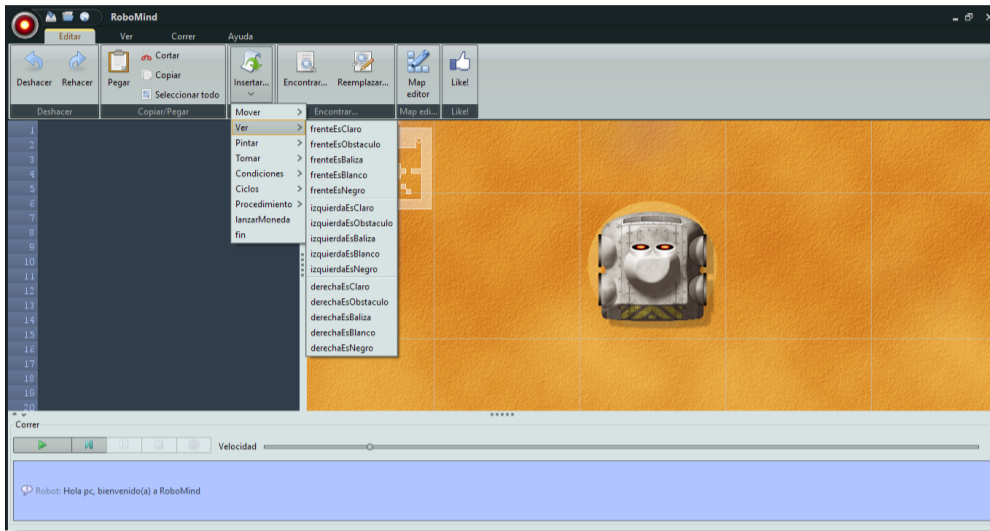 RoboMind
Editar Ver Correr Ayuda
Deshacer Rehacer
Pegar
Cortar
Copiar
Seleccionar todo
Insertar...
Encontrar... Reemplazar...
Map editor
Like!
Deshacer
Copiar/Pegar
Encontrar...
Map edi...
Like!
Mover
Ver
Pintar
Tomar
Condiciones
Ciclos
Procedimiento
lanzarMoneda
fin
frenteEsClaro
frenteEsObstaculo
frenteEsBaliza
frenteEsBlanco
frenteEsNegro
izquierdaEsClaro
izquierdaEsObstaculo
izquierdaEsBaliza
izquierdaEsBlanco
izquierdaEsNegro
derechaEsClaro
derechaEsObstaculo
derechaEsBaliza
derechaEsBlanco
derechaEsNegro
1
2
3
4
5
6
7
8
9
10
11
12
13
14
15
16
17
18
19
20
Correr
Velocidad
Robot: Hola pc, bienvenido(a) a RoboMind